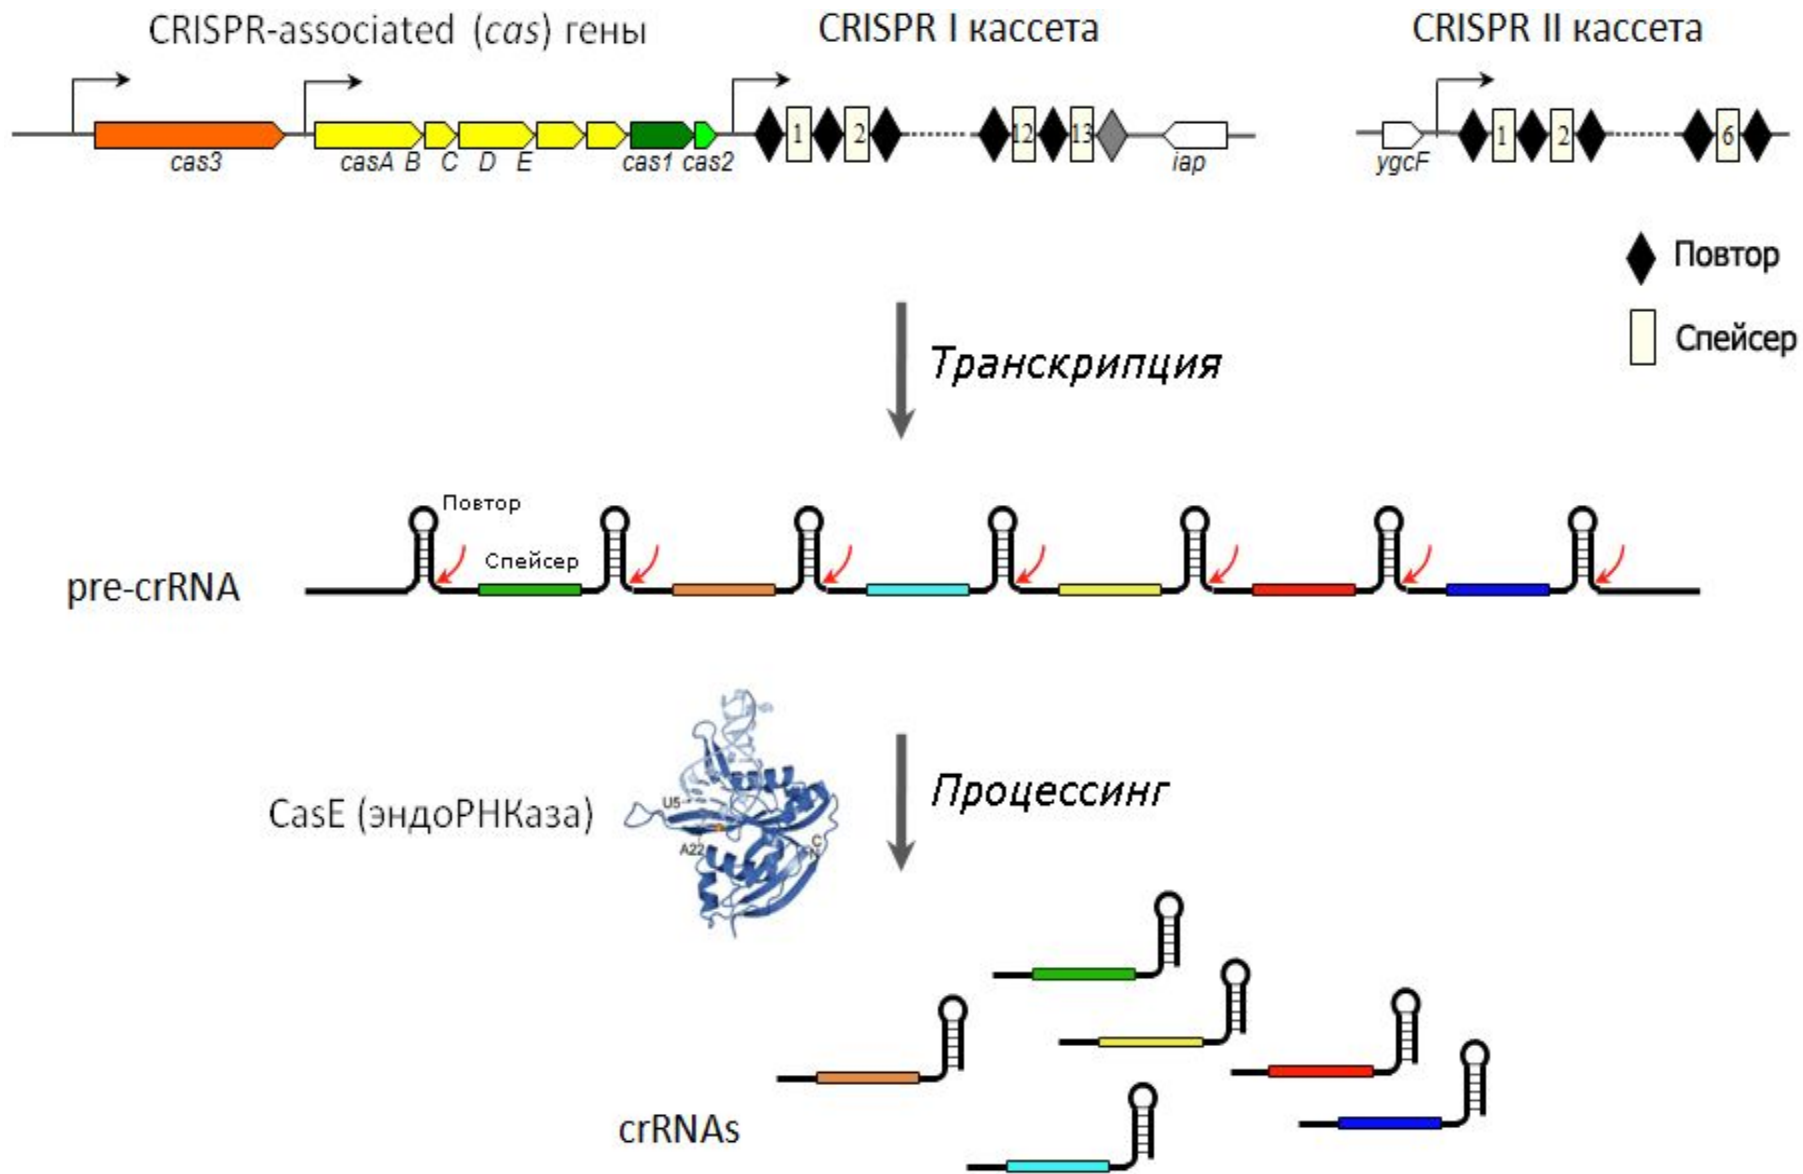 CRISPR-associated (cas) гены
CRISPR I кассета
CRISPR II кассета
1 2 12 13
1 2 6
cas3 casA B C D E cas1 cas2 iap
ygcF
Повтор
Спейсер
Транскрипция
Повтор
Спейсер
pre-crRNA
CasE (эндоРНКаза)
U5
A22
C
N
Процессинг
crRNAs